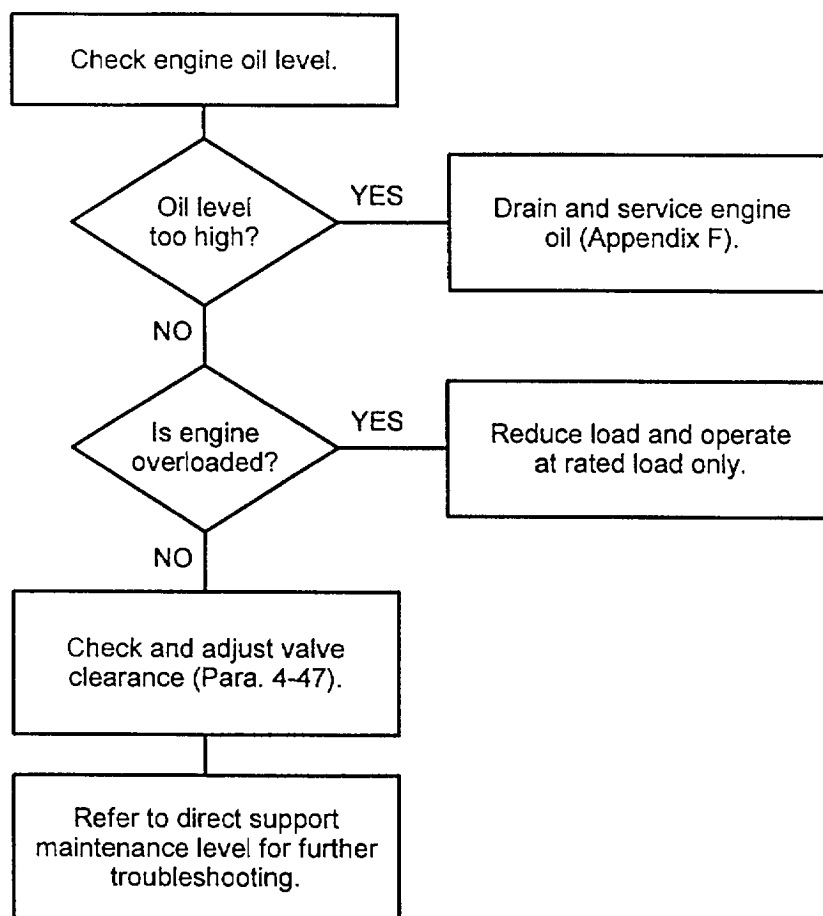 Check engine oil level.
Oil level
too high?
YES
Drain and service engine
oil (Appendix F).
NO
Is engine
overloaded?
YES
Reduce load and operate
at rated load only.
NO
Check and adjust valve
clearance (Para. 4-47).
Refer to direct support
maintenance level for further
troubleshooting.